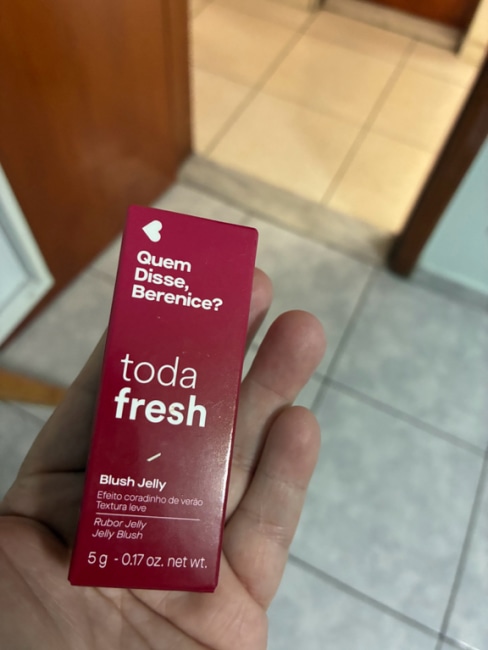 Quem
Disse,
Berenice?
toda
fresh
Blush Jelly
Efeito coradinho de verão
Textura leve
Rubor Jelly
Jelly Blush
5 g - 0.17 oz. net wt.